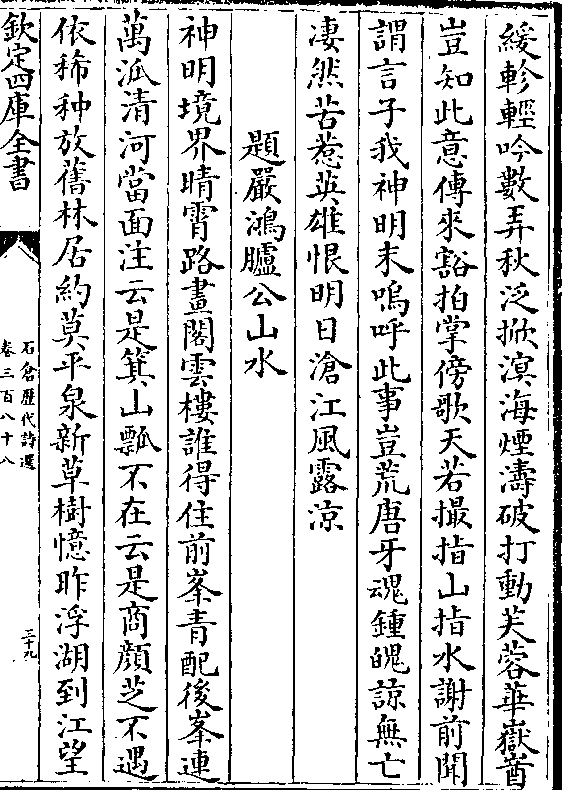 緩軫輕吟數弄秋泛掀溟海煙濤破打動芙蓉華嶽酋
豈知此意傳來豁拍掌傍歌天若撮指山指水謝前聞
謂言子我神明末嗚呼此事豈荒唐牙魂鍾魄諒無亡
凄然苦惹英雄恨明日滄江風露涼
題嚴鴻臚公山水
神明境界晴霄路畫閣雲樓誰得住前峯青配後峯連
萬派清河當面注云是箕山瓢不在云是商顔芝不遇
依稀种放舊林居約莫平泉新草樹憶昨浮湖到江望
欽定四庫全書
石倉歷代詩選
卷三百八十八
二十九